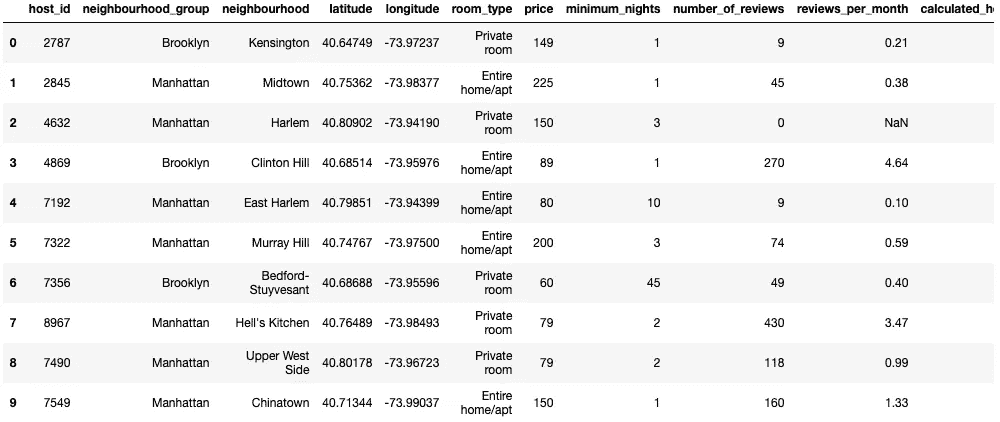 host_id neighbourhood_group neighbourhood latitude longitude room_type price minimum_nights number_of_reviews reviews_per_month calculated_h
0 2787 Brooklyn Kensington 40.64749 -73.97237 Private room 149 1 9 0.21
1 2845 Manhattan Midtown 40.75362 -73.98377 Entire home/apt 225 1 45 0.38
2 4632 Manhattan Harlem 40.80902 -73.94190 Private room 150 3 0 NaN
3 4869 Brooklyn Clinton Hill 40.68514 -73.95976 Entire home/apt 89 1 270 4.64
4 7192 Manhattan East Harlem 40.79851 -73.94399 Entire home/apt 80 10 9 0.10
5 7322 Manhattan Murray Hill 40.74767 -73.97500 Entire home/apt 200 3 74 0.59
6 7356 Brooklyn Bedford-Stuyvesant 40.68688 -73.95596 Private room 60 45 49 0.40
7 8967 Manhattan Hell's Kitchen 40.76489 -73.98493 Private room 79 2 430 3.47
8 7490 Manhattan Upper West Side 40.80178 -73.96723 Private room 79 2 118 0.99
9 7549 Manhattan Chinatown 40.71344 -73.99037 Entire home/apt 150 1 160 1.33